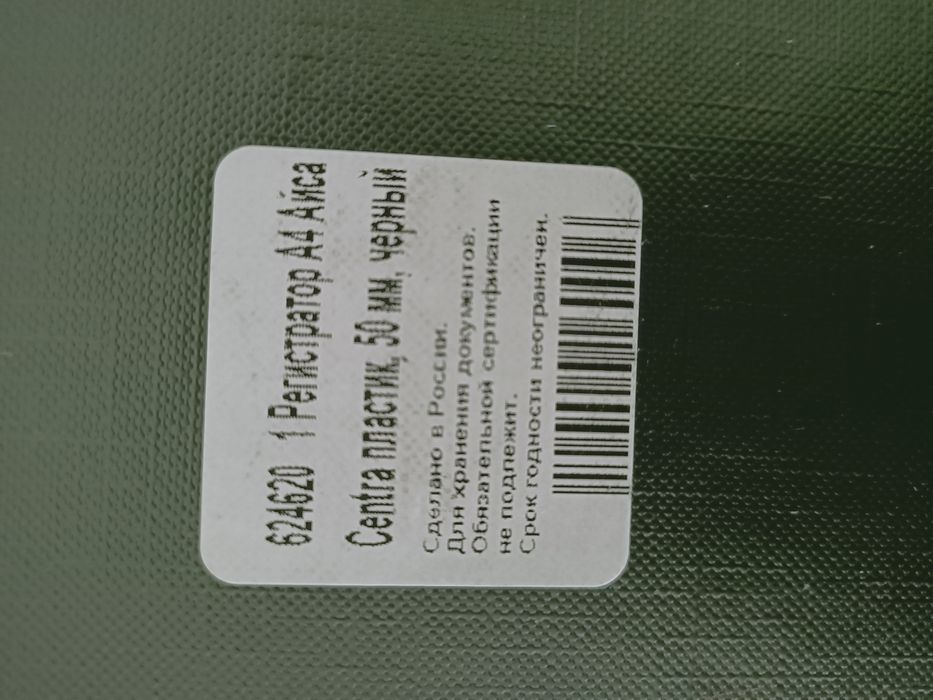 624620 1 Регистратор А4 Айса
Centra пластик, 50 мм, черный
Сделано в России.
Для хранения документов.
Обязательной сертификации
не подлежит.
Срок годности неограничен.